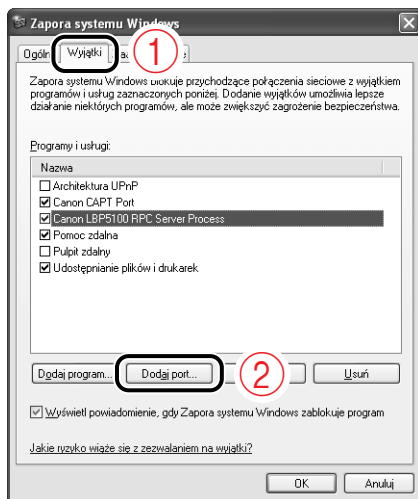 Zapora systemu Windows
Wyjątki
1
Zapora systemu Windows blokuje przychodzące połączenia sieciowe z wyjątkiem
programów i usług zaznaczonych poniżej. Dodanie wyjątków umożliwia lepsze
działanie niektórych programów, ale może zwiększyć zagrożenie bezpieczeństwa.
Programy i usługi:
Nazwa
Architektura UPnP
Canon CAPT Port
Canon LBP5100 RPC Server Process
Pomoc zdalna
Pulpit zdalny
Udostępnianie plików i drukarek
Dodaj program... Dodaj port... 2 Usuń
Wyświetl powiadomienie, gdy Zapora systemu Windows zablokuje program
Jakie ryzyko wiąże się z zezwalaniem na wyjątki?
OK Anuluj